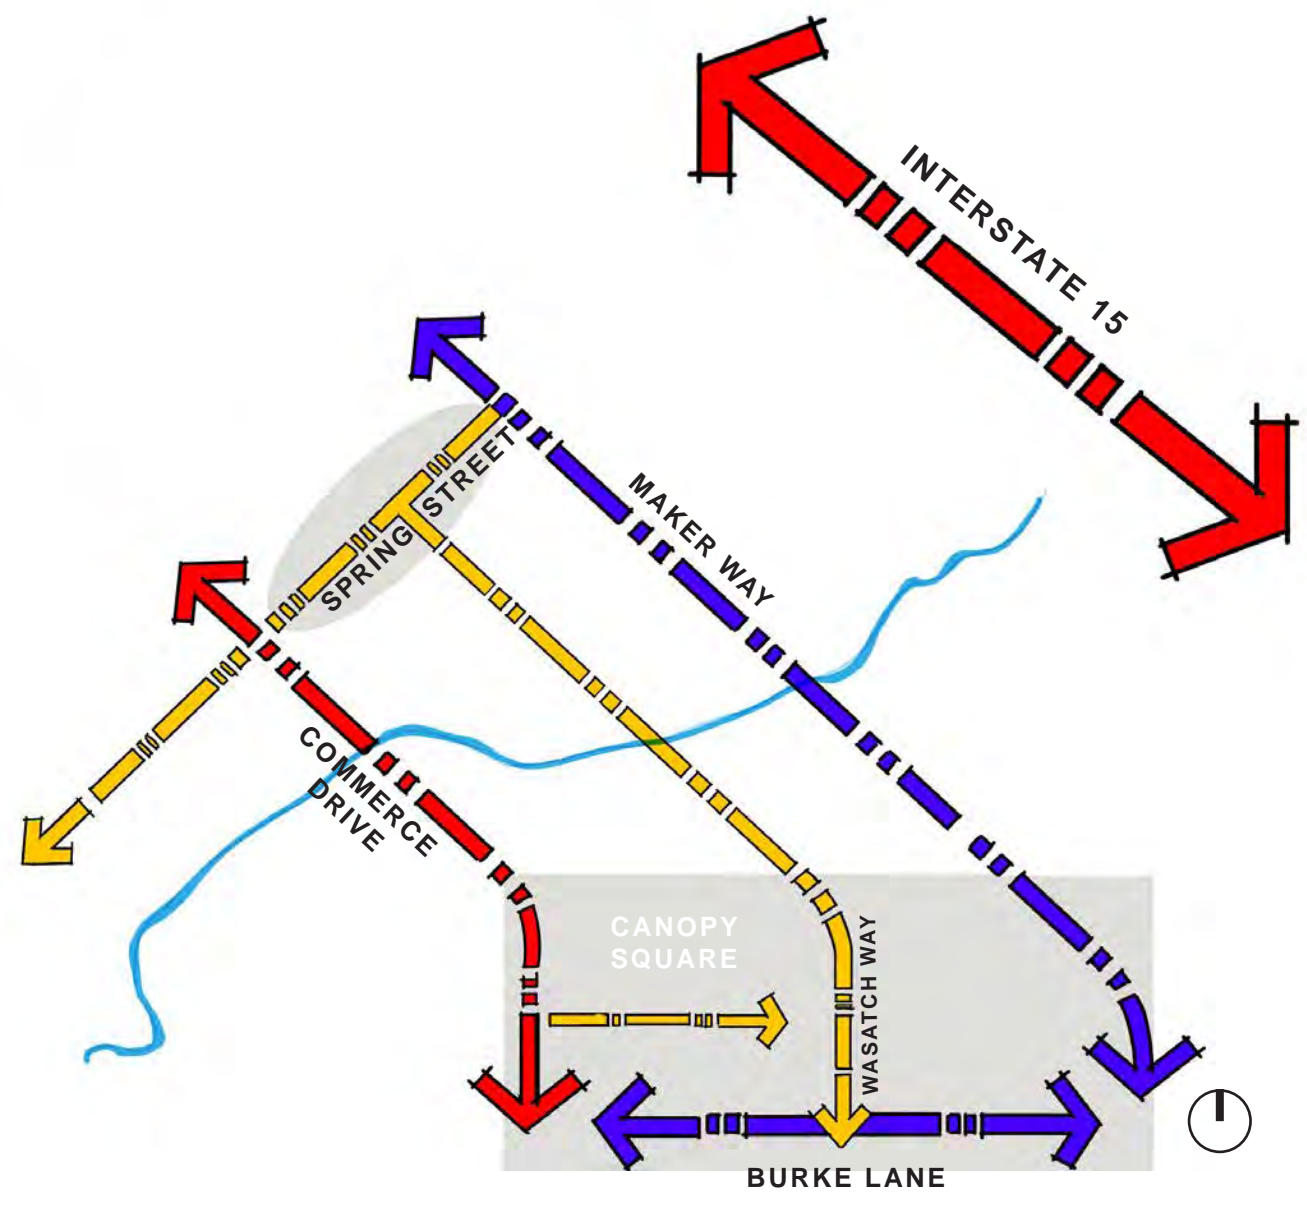 INTERSTATE 15
SPRING STREET
MAKER WAY
COMMERCE
DRIVE
CANOPY
SQUARE
WASATCH WAY
BURKE LANE